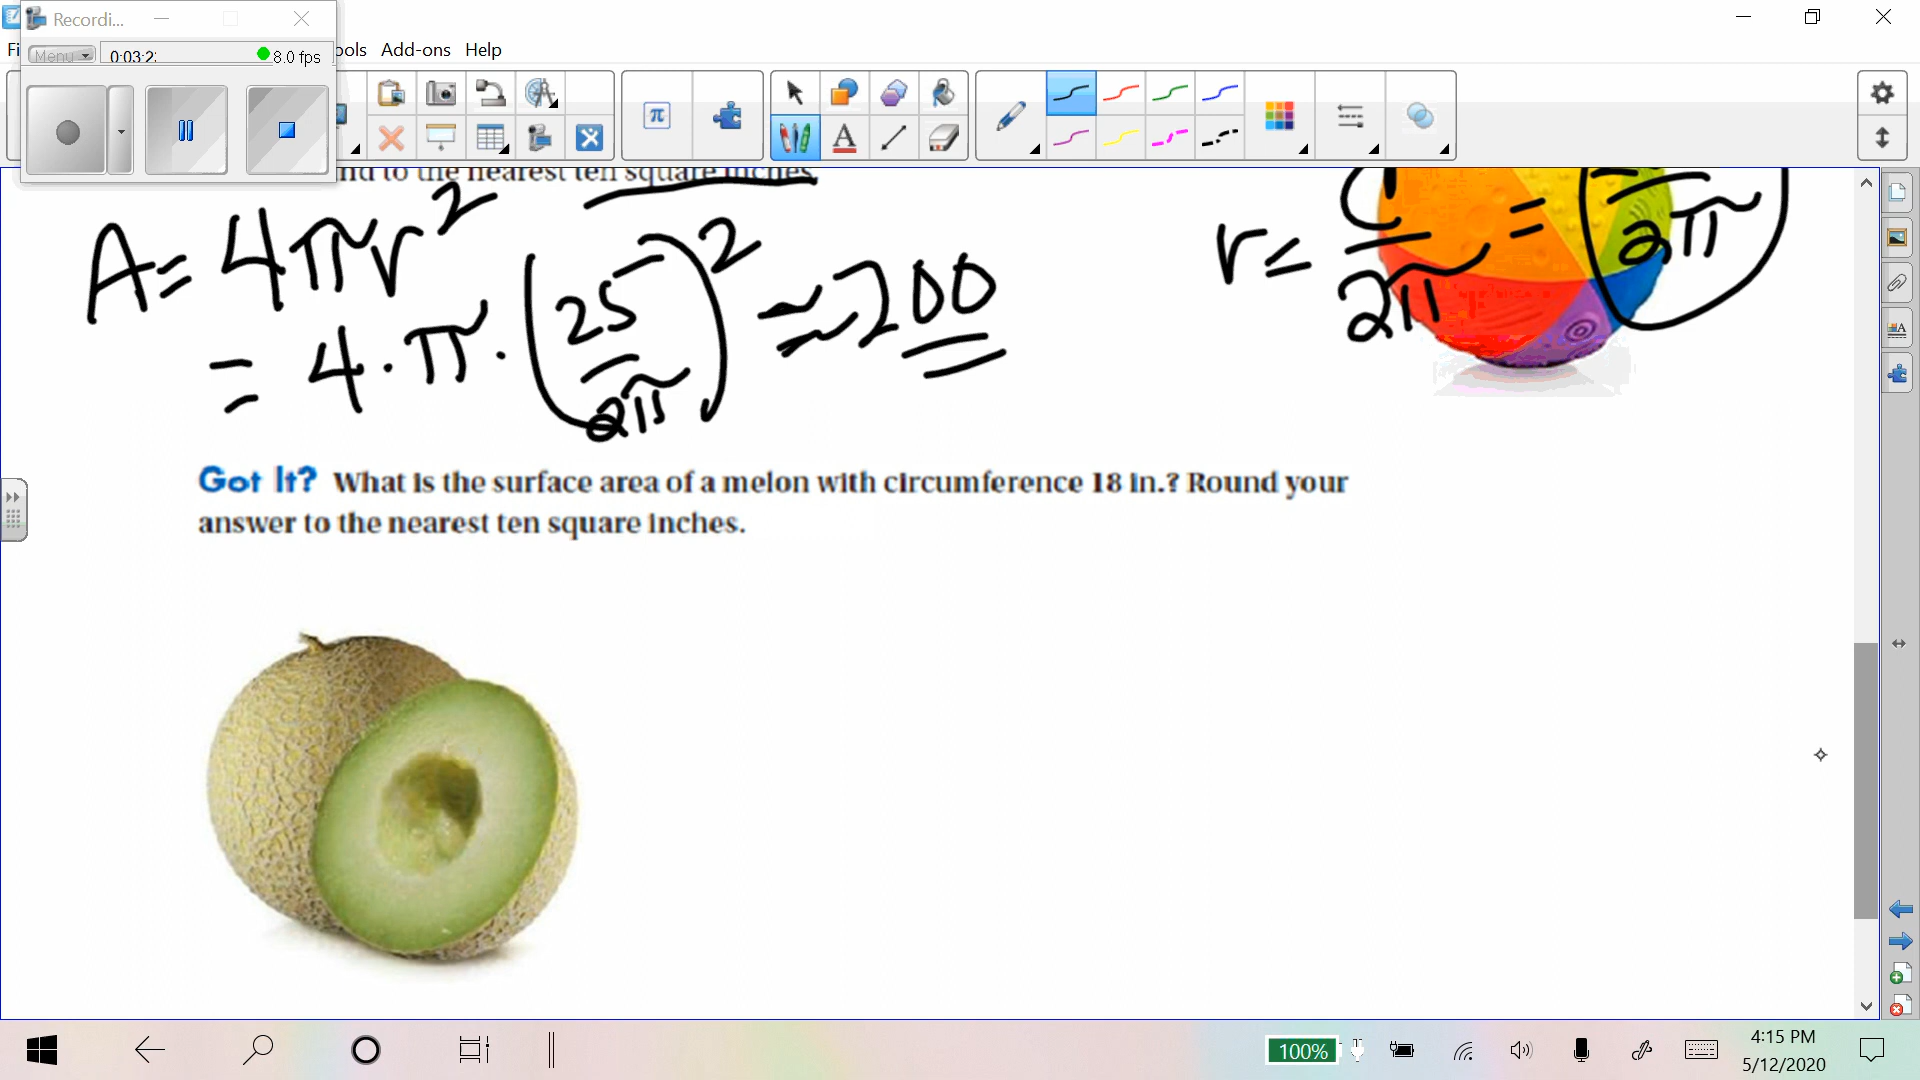 Recordi...
Menu 0:03:2 8.0 fps
Fi ools Add-ons Help
nd to the nearest ten square inches.
A = 4πr²
= 4 · π · (25/2π)² ≈ 200
r = C/2π = /2π
Got It? What is the surface area of a melon with circumference 18 in.? Round your
answer to the nearest ten square inches.
100%
4:15 PM
5/12/2020